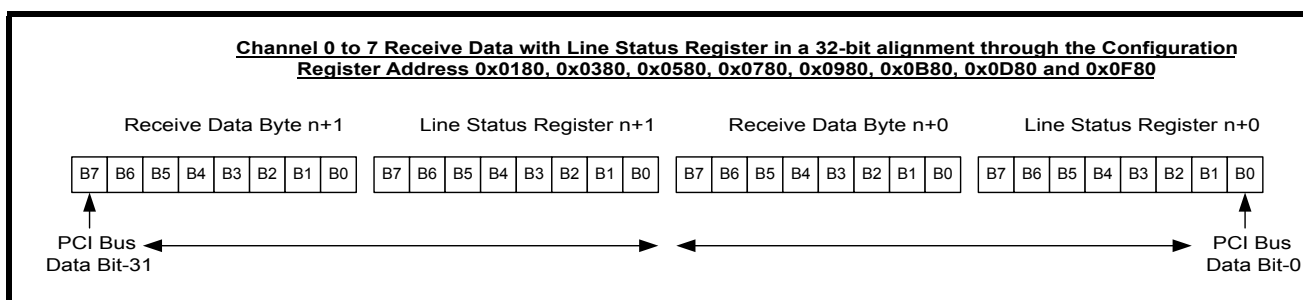 Channel 0 to 7 Receive Data with Line Status Register in a 32-bit alignment through the Configuration
Register Address 0x0180, 0x0380, 0x0580, 0x0780, 0x0980, 0x0B80, 0x0D80 and 0x0F80
Receive Data Byte n+1 Line Status Register n+1 Receive Data Byte n+0 Line Status Register n+0
B7 B6 B5 B4 B3 B2 B1 B0 B7 B6 B5 B4 B3 B2 B1 B0 B7 B6 B5 B4 B3 B2 B1 B0 B7 B6 B5 B4 B3 B2 B1 B0
PCI Bus PCI Bus
Data Bit-31 Data Bit-0